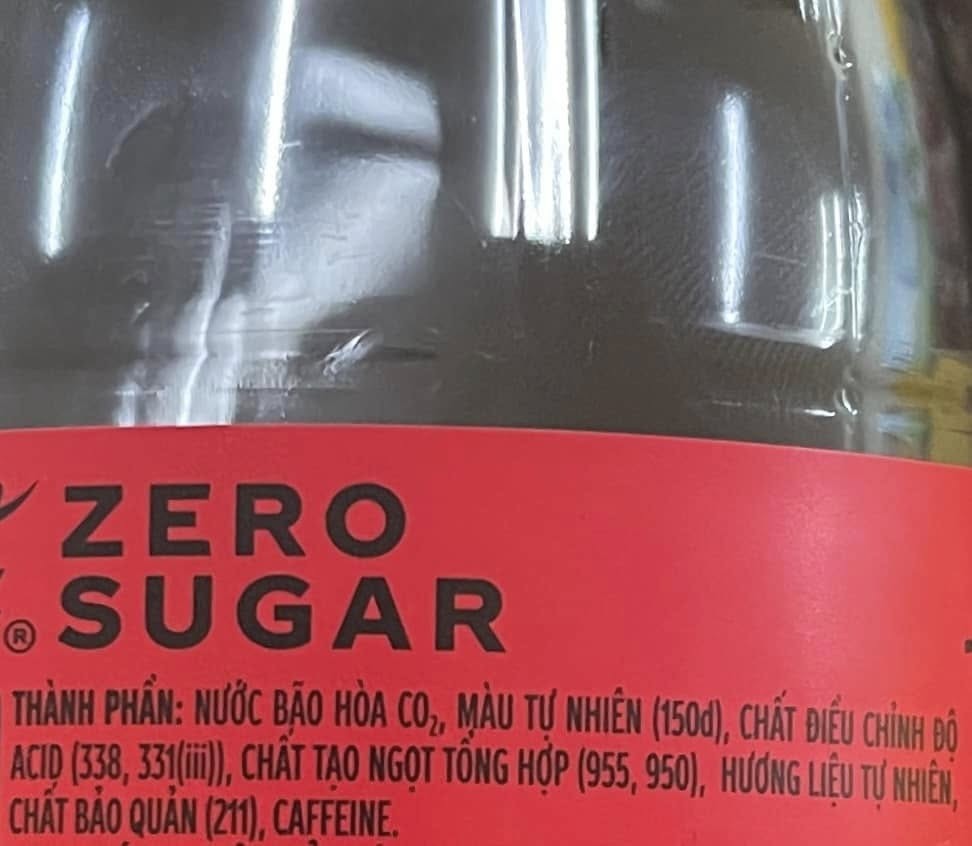 ZERO
® SUGAR
THÀNH PHẦN: NƯỚC BÃO HÒA CO₂, MÀU TỰ NHIÊN (150d), CHẤT ĐIỀU CHỈNH ĐỘ
ACID (338, 331(iii)), CHẤT TẠO NGỌT TỔNG HỢP (955, 950), HƯƠNG LIỆU TỰ NHIÊN,
CHẤT BẢO QUẢN (211), CAFFEINE.